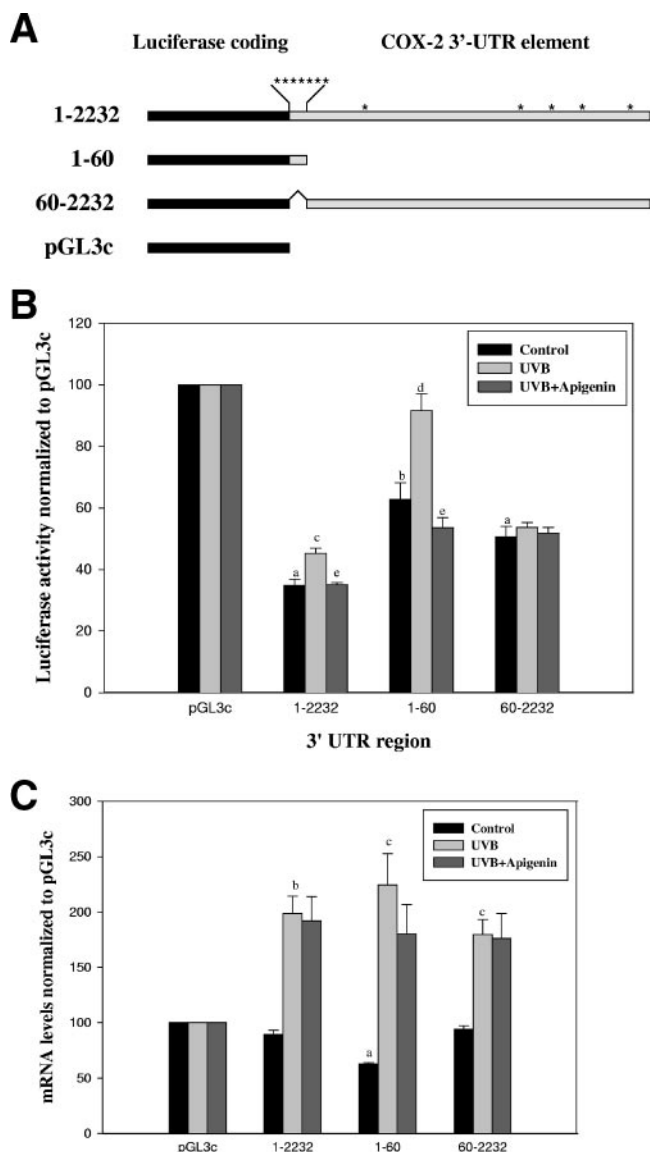 A
Luciferase coding COX-2 3'-UTR element
*******
* * * * *
1-2232
1-60
60-2232
pGL3c
B
Luciferase activity normalized to pGL3c
120
100
80
60
40
20
0
Control
UVB
UVB+Apigenin
a c e
b d e
a
pGL3c 1-2232 1-60 60-2232
3' UTR region
C
mRNA levels normalized to pGL3c
300
250
200
150
100
50
0
Control
UVB
UVB+Apigenin
b
a c
c
pGL3c 1-2232 1-60 60-2232